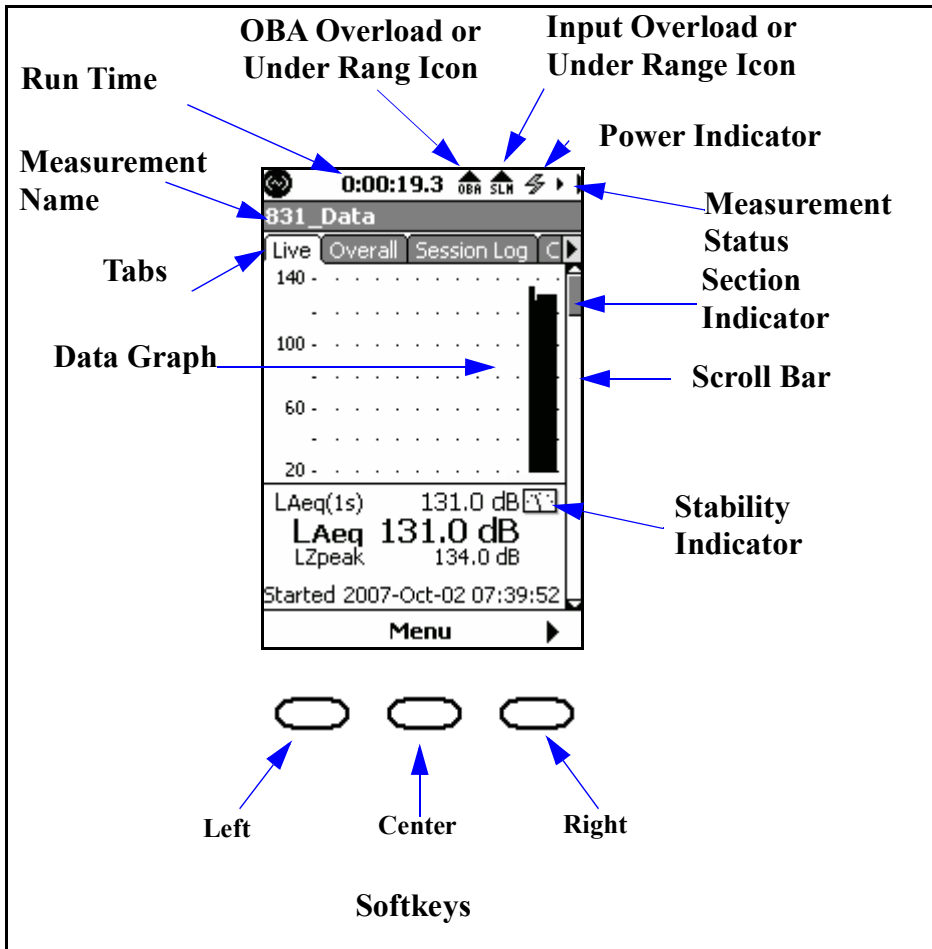 OBA Overload or
Under Rang Icon
Input Overload or
Under Range Icon
Run Time
Power Indicator
Measurement
Name
0:00:19.3 OBA SLM
831_Data
Measurement
Status
Tabs
Live Overall Session Log C
Section
Indicator
140
Data Graph
100
Scroll Bar
60
20
LAeq(1s) 131.0 dB
LAeq 131.0 dB
LZpeak 134.0 dB
Stability
Indicator
Started 2007-Oct-02 07:39:52
Menu
Left
Center
Right
Softkeys